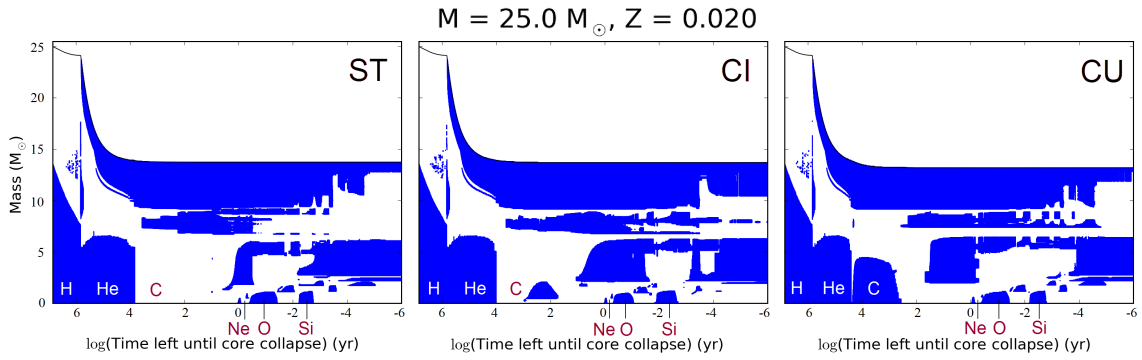 M = 25.0 M☉, Z = 0.020
ST
CI
CU
Mass (M☉)
25
20
15
10
5
0
H He C
H He C
H He C
6 4 2 0 -2 -4 -6
6 4 2 0 -2 -4 -6
6 4 2 0 -2 -4 -6
Ne O Si
Ne O Si
Ne O Si
log(Time left until core collapse) (yr)
log(Time left until core collapse) (yr)
log(Time left until core collapse) (yr)